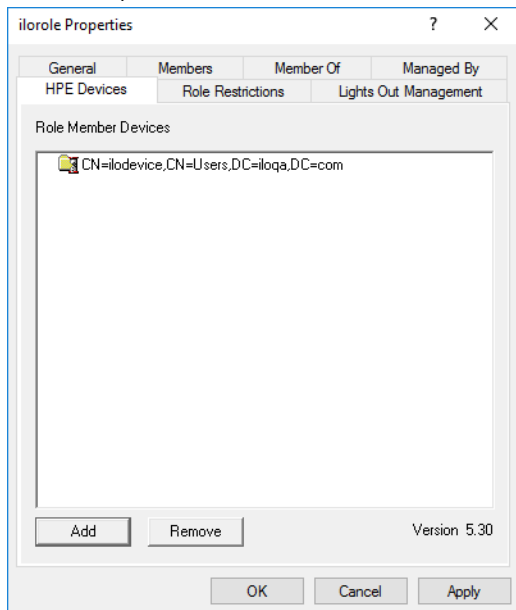 ilorole Properties ? ×
General Members Member Of Managed By
HPE Devices Role Restrictions Lights Out Management
Role Member Devices
CN=ilodevice,CN=Users,DC=iloqa,DC=com
Add Remove Version 5.30
OK Cancel Apply